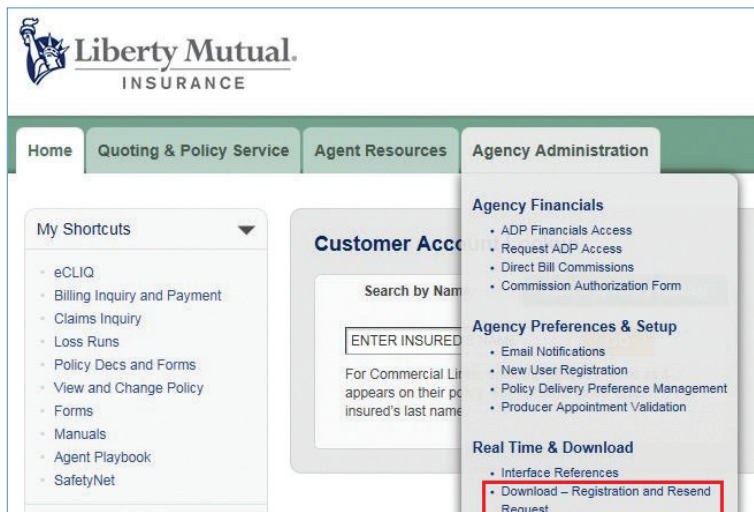 Liberty Mutual.
INSURANCE
Home
Quoting & Policy Service
Agent Resources
Agency Administration
My Shortcuts
eCLIQ
Billing Inquiry and Payment
Claims Inquiry
Loss Runs
Policy Decs and Forms
View and Change Policy
Forms
Manuals
Agent Playbook
SafetyNet
Customer Acc
Search by Nam
ENTER INSURED
For Commercial Li
appears on their po
insured's last name
Agency Financials
ADP Financials Access
Request ADP Access
Direct Bill Commissions
Commission Authorization Form
Agency Preferences & Setup
Email Notifications
New User Registration
Policy Delivery Preference Management
Producer Appointment Validation
Real Time & Download
Interface References
Download – Registration and Resend
Request